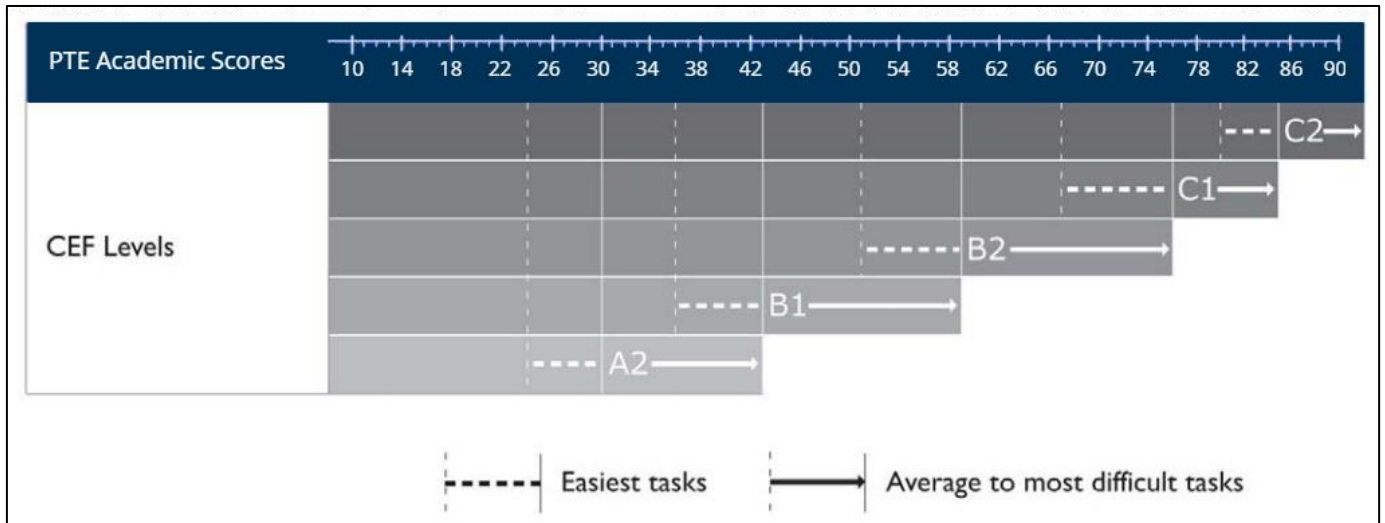 PTE Academic Scores
10 14 18 22 26 30 34 38 42 46 50 54 58 62 66 70 74 78 82 86 90
C2
C1
CEF Levels B2
B1
A2
Easiest tasks Average to most difficult tasks